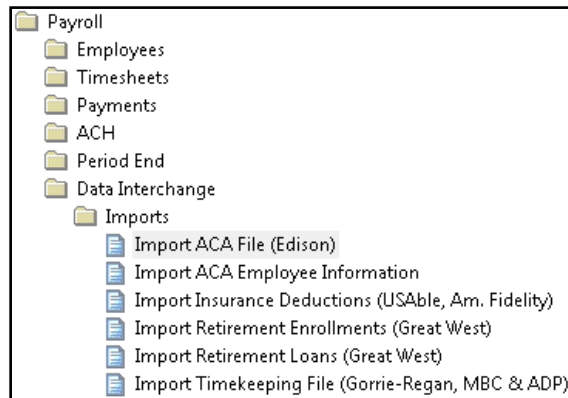 Payroll
Employees
Timesheets
Payments
ACH
Period End
Data Interchange
Imports
Import ACA File (Edison)
Import ACA Employee Information
Import Insurance Deductions (USAble, Am. Fidelity)
Import Retirement Enrollments (Great West)
Import Retirement Loans (Great West)
Import Timekeeping File (Gorrie-Regan, MBC & ADP)